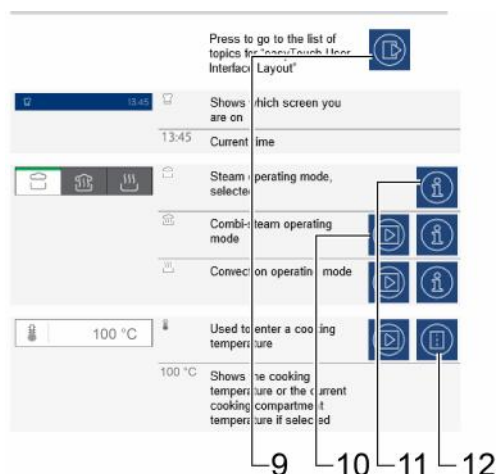 Press to go to the list of
topics for "easyTouch User
Interface Layout"
13:45
Shows which screen you
are on
13:45 Current time
Steam operating mode,
selected
Combi-steam operating
mode
Convection operating mode
100 °C
Used to enter a cooking
temperature
100 °C Shows the cooking
temperature or the current
cooking compartment
temperature if selected
9 10 11 12